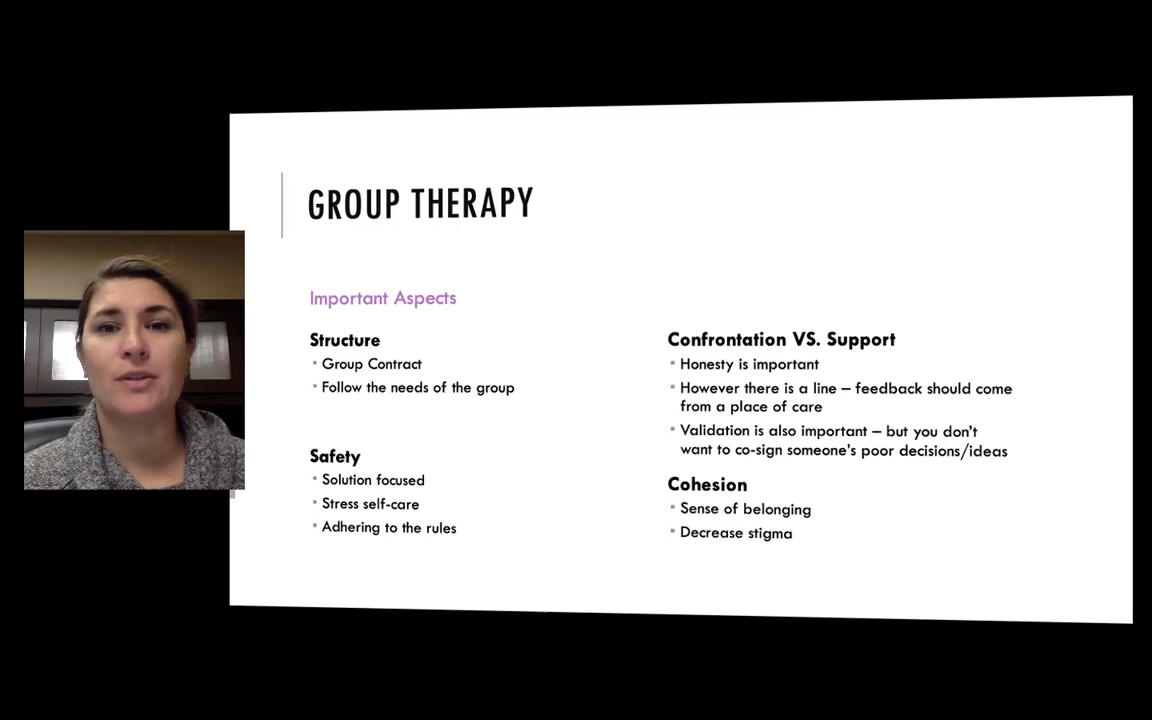 GROUP THERAPY
Important Aspects
Structure
▪ Group Contract
▪ Follow the needs of the group
Safety
▪ Solution focused
▪ Stress self-care
▪ Adhering to the rules
Confrontation VS. Support
▪ Honesty is important
▪ However there is a line – feedback should come
from a place of care
▪ Validation is also important – but you don't
want to co-sign someone's poor decisions/ideas
Cohesion
▪ Sense of belonging
▪ Decrease stigma